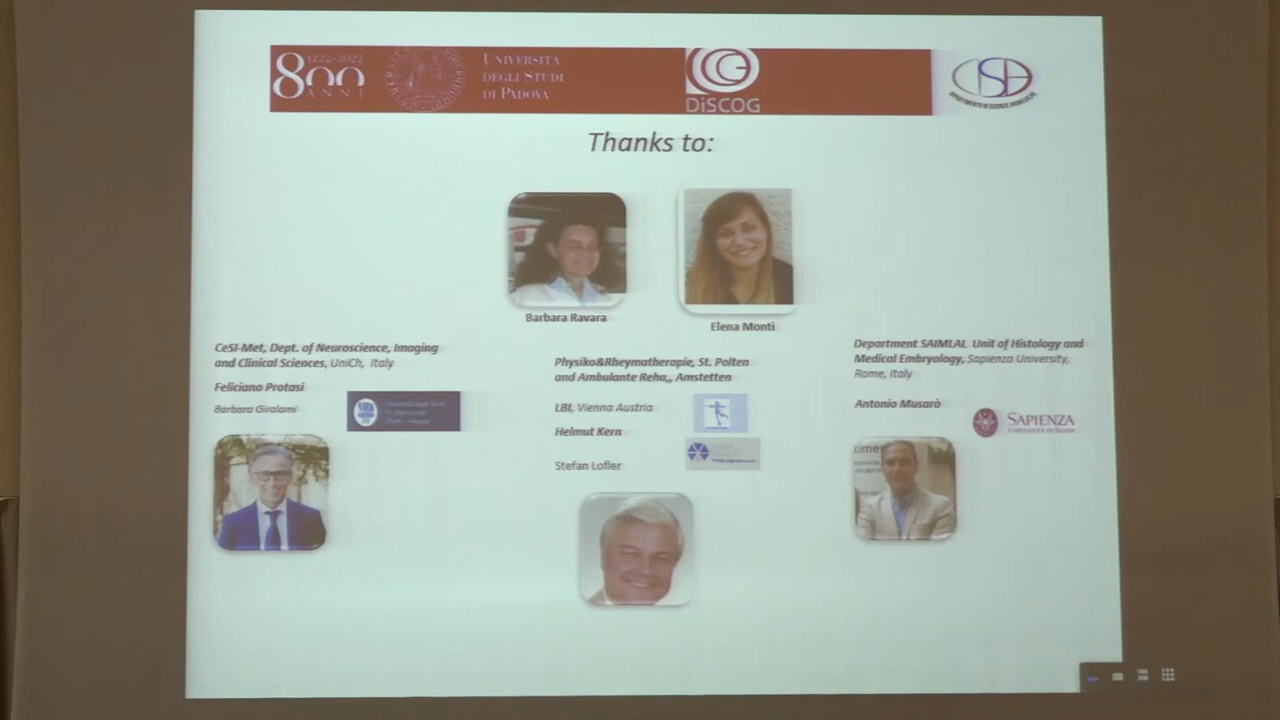 1222·2022
800
ANNI
UNIVERSITÀ
DEGLI STUDI
DI PADOVA
DiSCOG
Thanks to:
Barbara Ravara
Elena Monti
CeSI-Met, Dept. of Neuroscience, Imaging
and Clinical Sciences, UniCh, Italy
Feliciano Protasi
Barbara Girolami
Physiko&Rheymatherapie, St. Polten
and Ambulante Reha,, Amstetten
LBI, Vienna Austria
Helmut Kern
Stefan Lofler
Department SAIMLAL Unit of Histology and
Medical Embryology, Sapienza University,
Rome, Italy
Antonio Musarò
SAPIENZA
UNIVERSITÀ DI ROMA